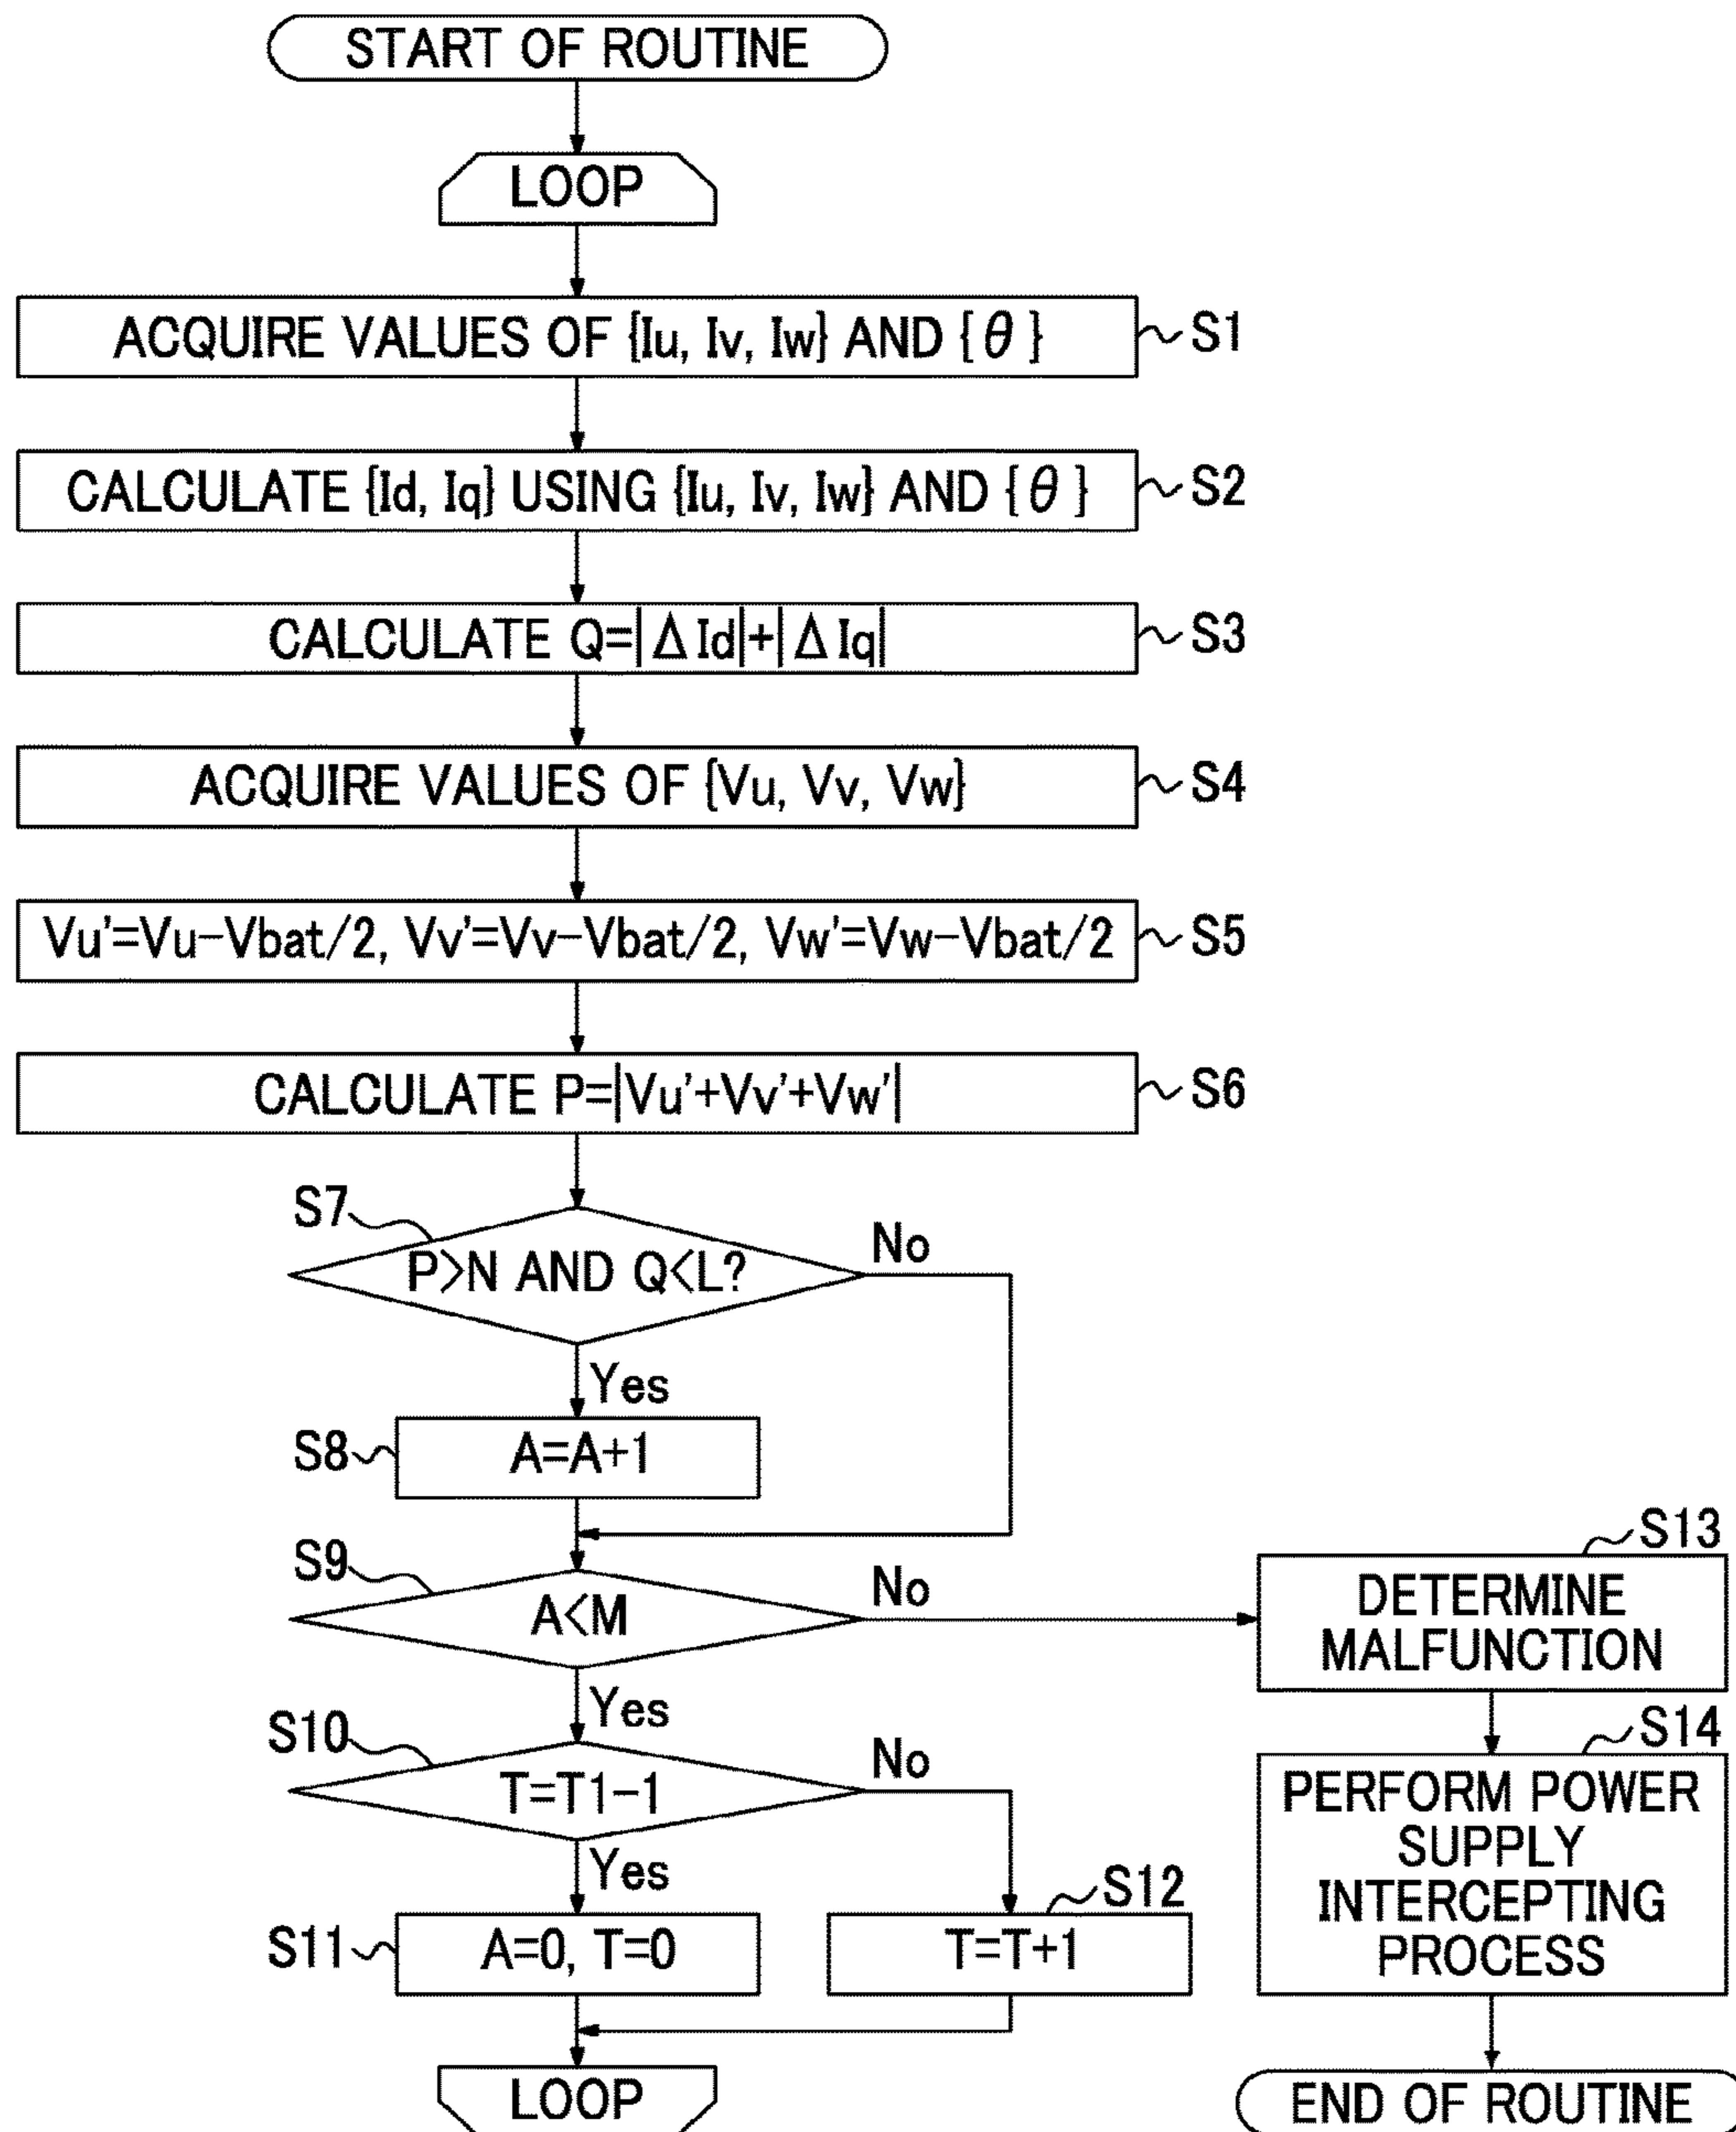 START OF ROUTINE
LOOP
ACQUIRE VALUES OF {Iu, Iv, Iw} AND {θ}
S1
CALCULATE {Id, Iq} USING {Iu, Iv, Iw} AND {θ}
S2
CALCULATE Q=|ΔId|+|ΔIq|
S3
ACQUIRE VALUES OF {Vu, Vv, Vw}
S4
Vu'=Vu-Vbat/2, Vv'=Vv-Vbat/2, Vw'=Vw-Vbat/2
S5
CALCULATE P=|Vu'+Vv'+Vw'|
S6
S7
P>N AND Q<L?
No
Yes
S8
A=A+1
S9
A<M
No
Yes
S10
T=T1-1
No
Yes
S11
A=0, T=0
S12
T=T+1
LOOP
S13
DETERMINE
MALFUNCTION
S14
PERFORM POWER
SUPPLY
INTERCEPTING
PROCESS
END OF ROUTINE